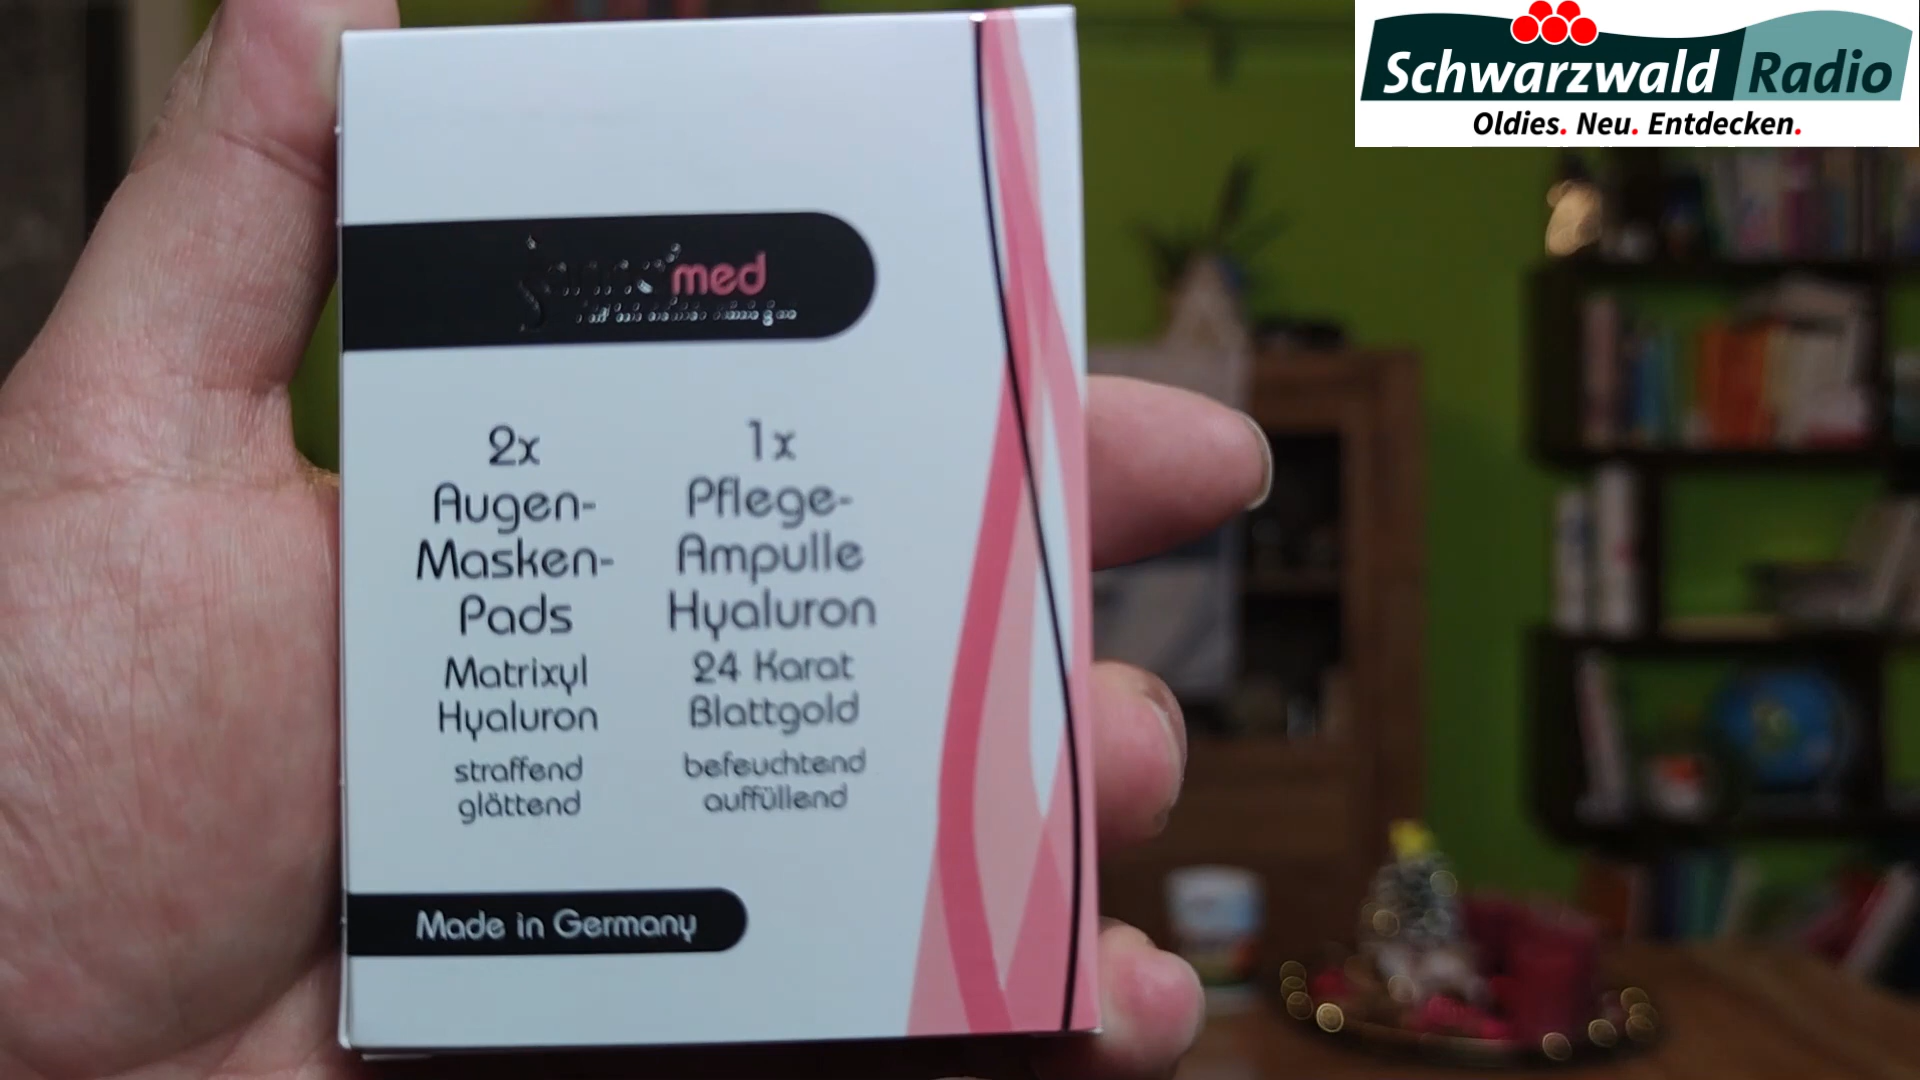 Schwarzwald Radio
Oldies. Neu. Entdecken.
med
2x
Augen-
Masken-
Pads
Matrixyl
Hyaluron
straffend
glättend
1x
Pflege-
Ampulle
Hyaluron
24 Karat
Blattgold
befeuchtend
auffüllend
Made in Germany